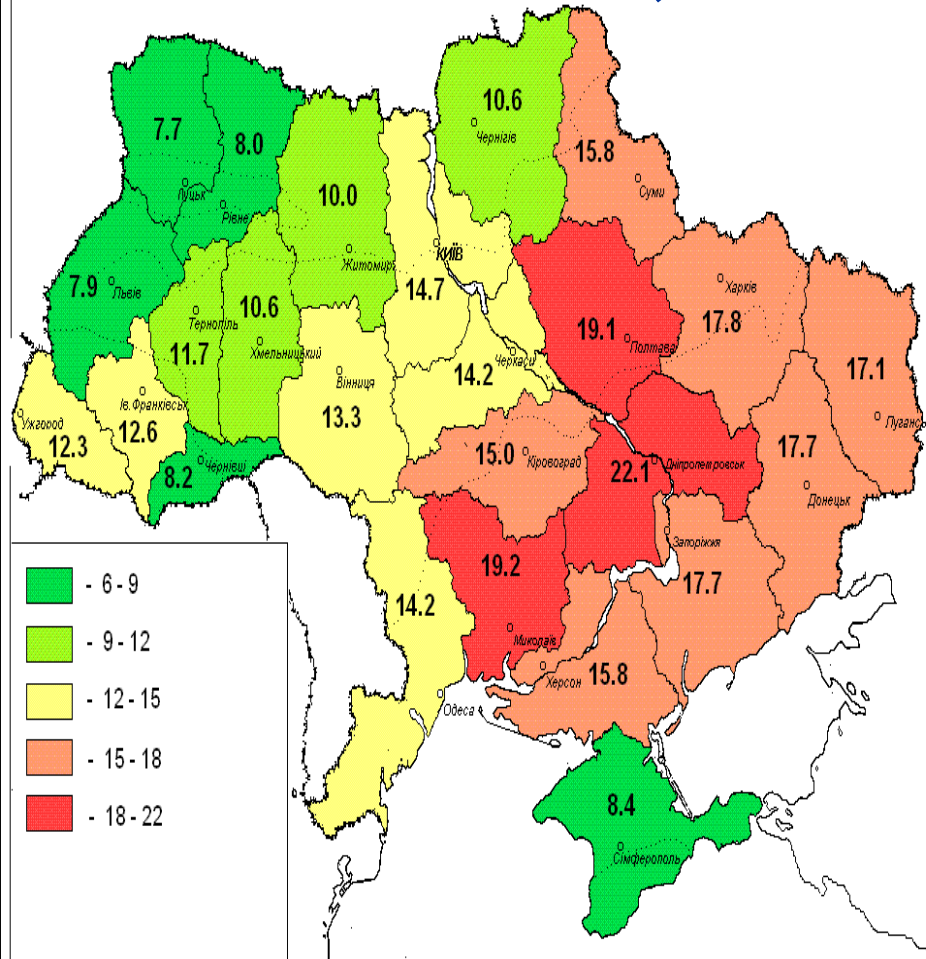 10.6
Чернігів
7.7
8.0
15.8
Луцьк
Рівне
10.0
Суми
Житомир
КИЇВ
7.9
Львів
14.7
Харків
10.6
Тернопіль
17.8
19.1
Полтава
11.7
Хмельницький
Черкаси
17.1
14.2
Вінниця
Ужгород
12.3
Ів. Франківськ
12.6
13.3
Луганс
15.0
Кіровоград
17.7
8.2
Чернівці
22.1
Дніпропетровськ
Донецьк
Запоріжжя
19.2
17.7
14.2
Миколаїв
Херсон
15.8
Одеса
8.4
Сімферополь
- 6 - 9
- 9 - 12
- 12 - 15
- 15 - 18
- 18 - 22